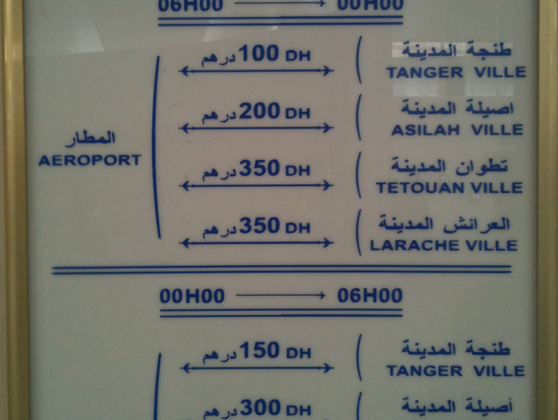 06H00 00H00
100 DH درهم طنجة المدينة
TANGER VILLE
200 DH درهم اصيلة المدينة
ASILAH VILLE
المطار
AEROPORT
350 DH درهم تطوان المدينة
TETOUAN VILLE
350 DH درهم العرائش المدينة
LARACHE VILLE
00H00 06H00
150 DH درهم طنجة المدينة
TANGER VILLE
300 DH درهم أصيلة المدينة